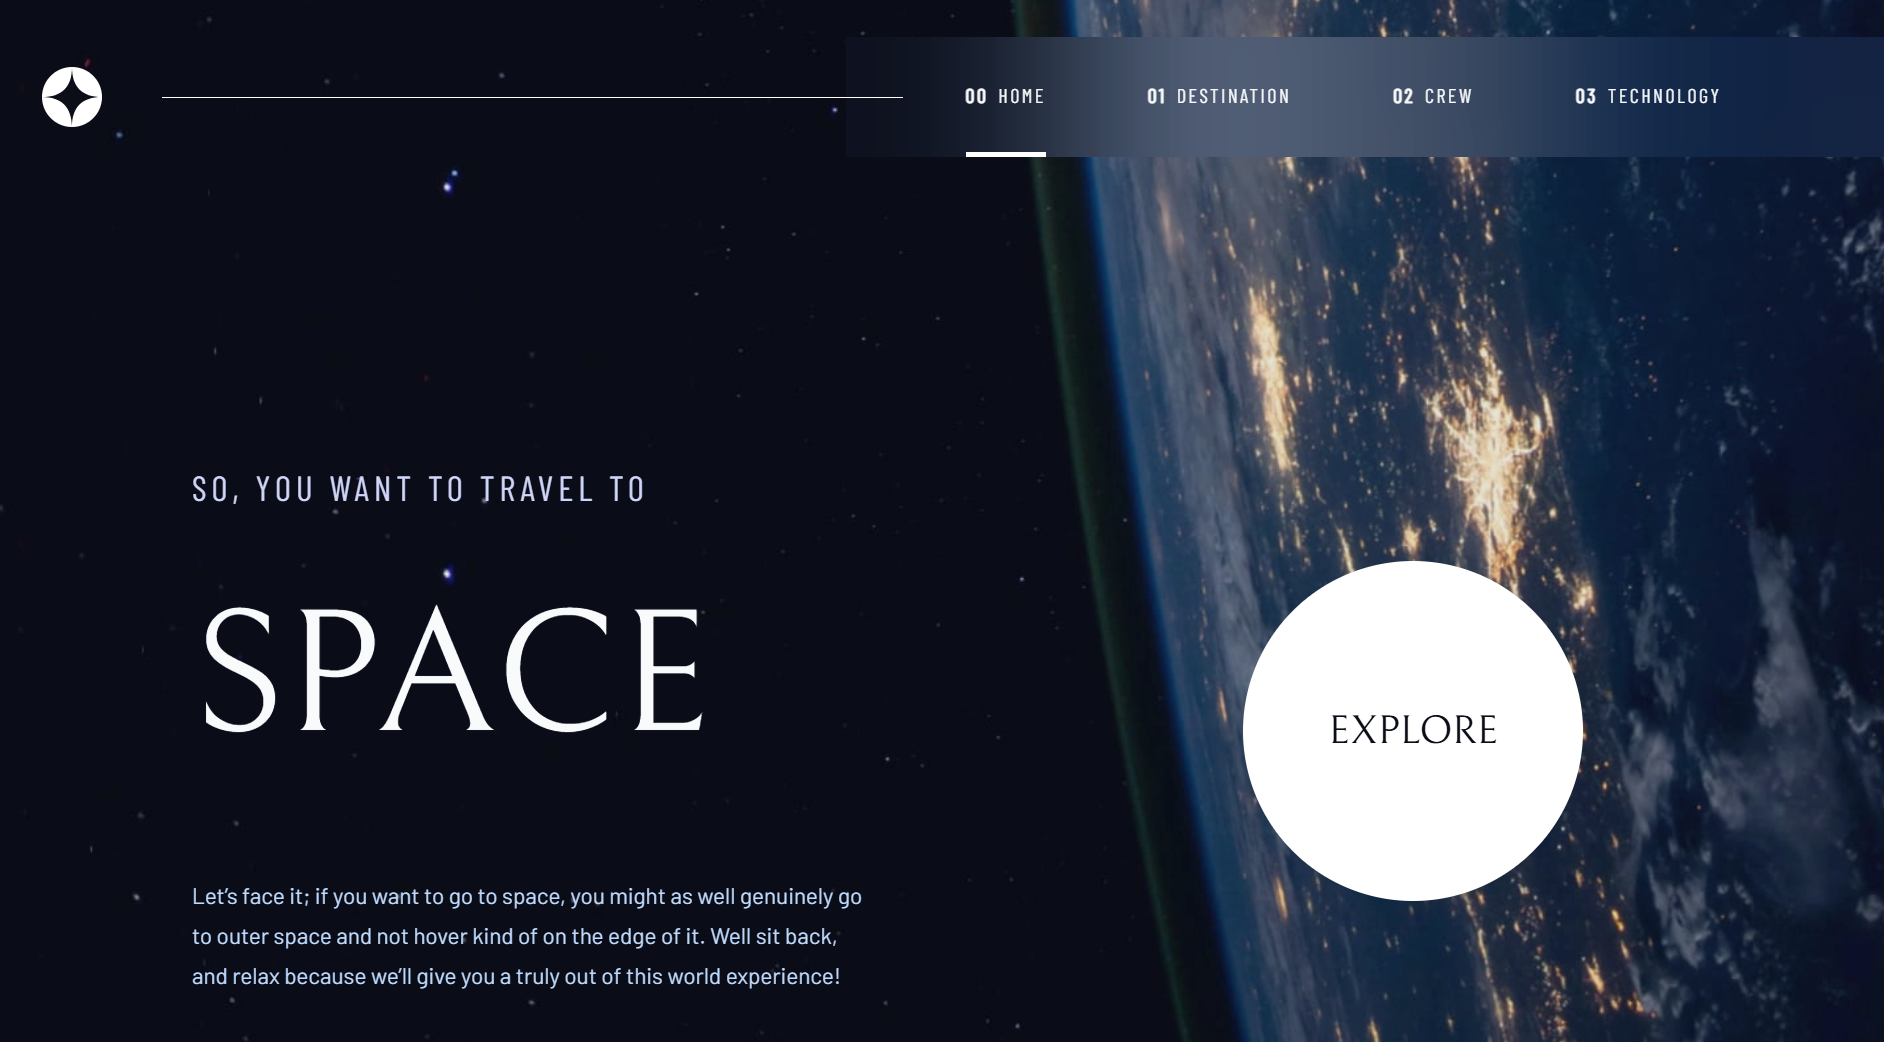 00 HOME 01 DESTINATION 02 CREW 03 TECHNOLOGY
SO, YOU WANT TO TRAVEL TO
SPACE
EXPLORE
Let’s face it; if you want to go to space, you might as well genuinely go
to outer space and not hover kind of on the edge of it. Well sit back,
and relax because we’ll give you a truly out of this world experience!